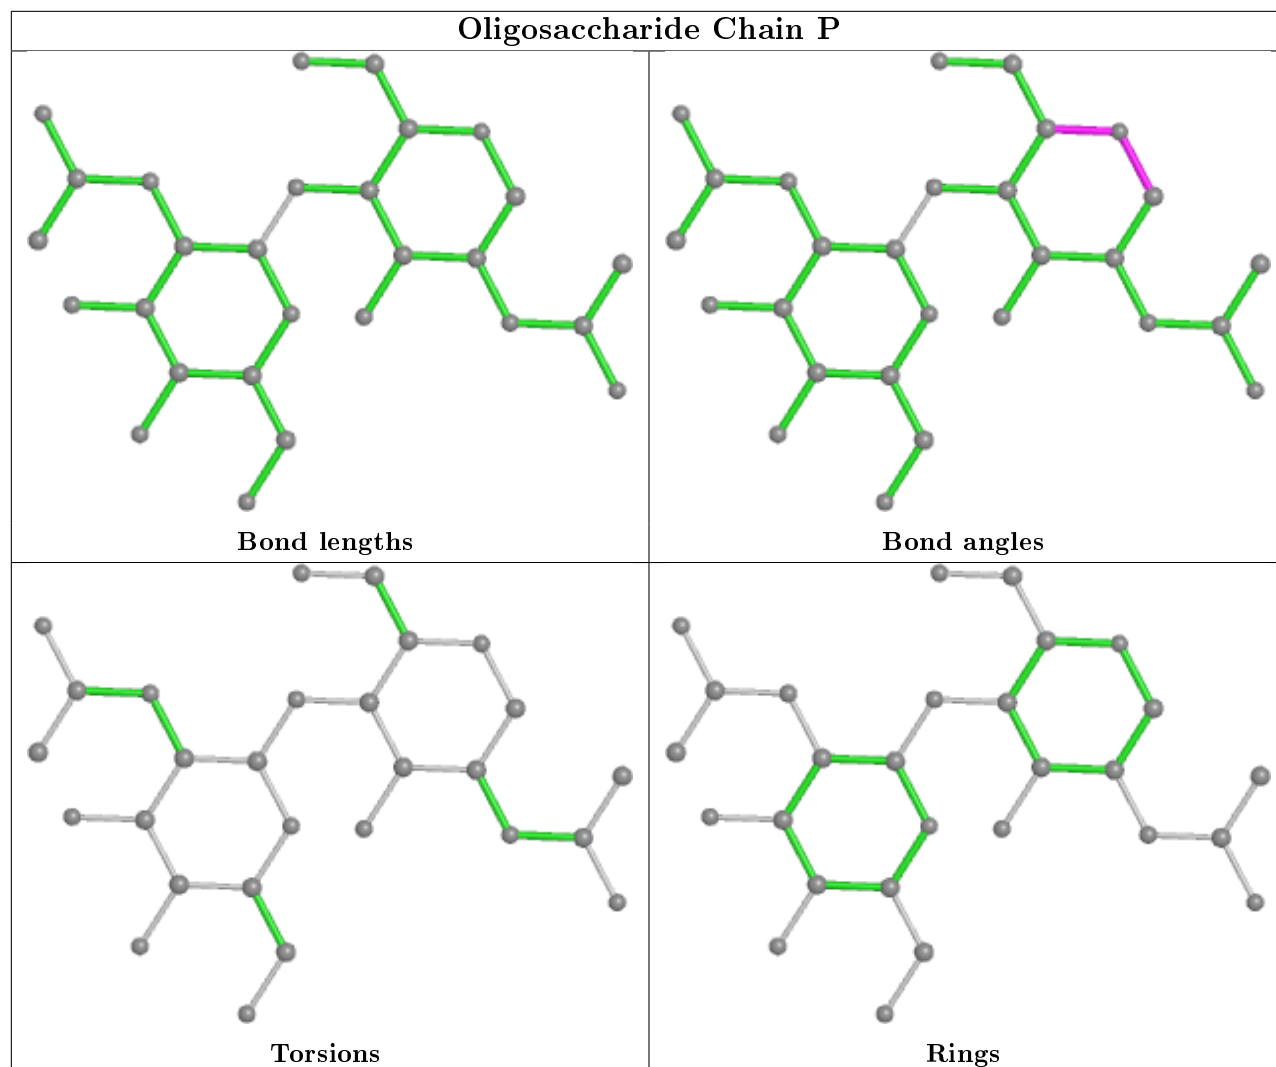 Oligosaccharide Chain P
Bond lengths
Bond angles
Torsions
Rings